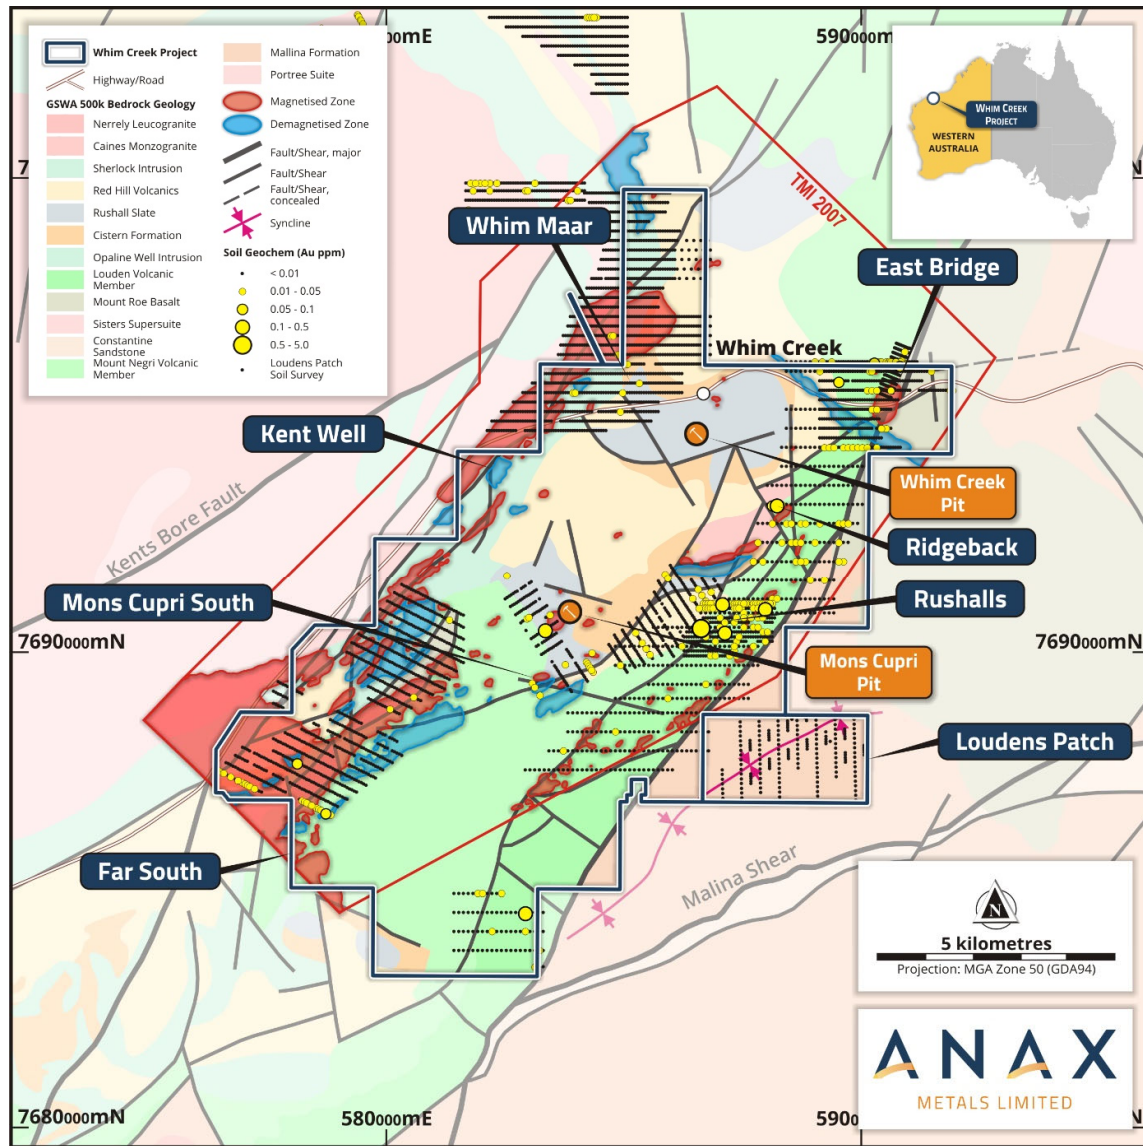 000mE
590000mE
Whim Creek Project
Highway/Road
GSWA 500k Bedrock Geology
Nerrely Leucogranite
Caines Monzogranite
Sherlock Intrusion
Red Hill Volcanics
Rushall Slate
Cistern Formation
Opaline Well Intrusion
Louden Volcanic
Member
Mount Roe Basalt
Sisters Supersuite
Constantine
Sandstone
Mount Negri Volcanic
Member
Mallina Formation
Portree Suite
Magnetised Zone
Demagnetised Zone
Fault/Shear, major
Fault/Shear
Fault/Shear,
concealed
Syncline
Soil Geochem (Au ppm)
< 0.01
0.01 - 0.05
0.05 - 0.1
0.1 - 0.5
0.5 - 5.0
Loudens Patch
Soil Survey
WHIM CREEK
PROJECT
WESTERN
AUSTRALIA
7
TMI 2007
Whim Maar
East Bridge
Whim Creek
Kent Well
Whim Creek
Pit
Kents Bore Fault
Ridgeback
Mons Cupri South
Rushalls
7690000mN
7690000mN
Mons Cupri
Pit
Loudens Patch
Far South
Malina Shear
N
5 kilometres
Projection: MGA Zone 50 (GDA94)
ANAX
METALS LIMITED
7680000mN
580000mE
590